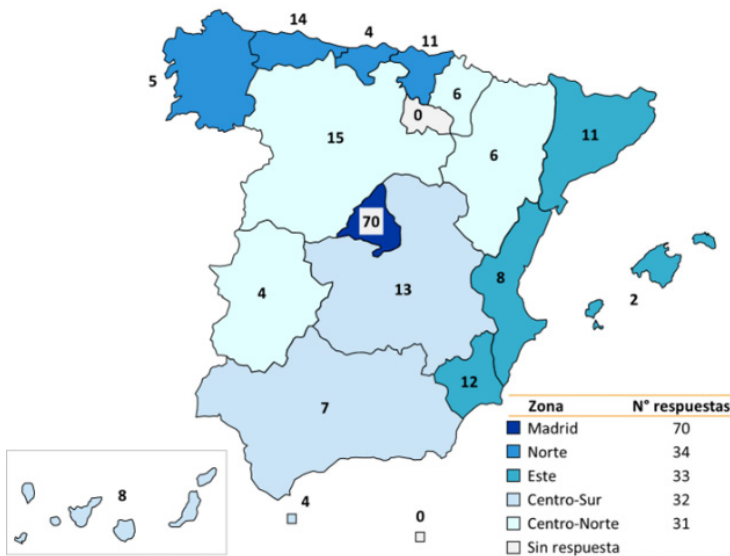 14
4
11
5
6
0
15
6
11
70
4
13
8
2
12
7
8
4
0
Zona N° respuestas
Madrid 70
Norte 34
Este 33
Centro-Sur 32
Centro-Norte 31
Sin respuesta